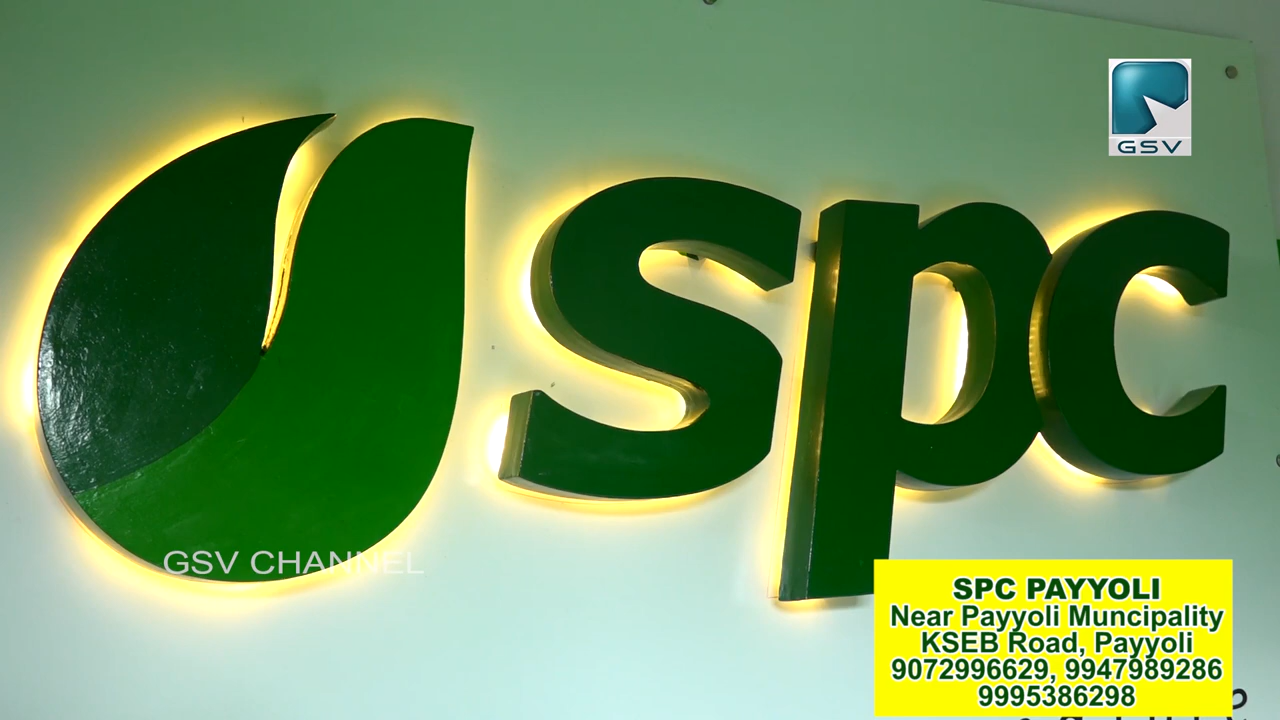 GSV
spc
GSV CHANNEL
SPC PAYYOLI
Near Payyoli Muncipality
KSEB Road, Payyoli
9072996629, 9947989286
9995386298